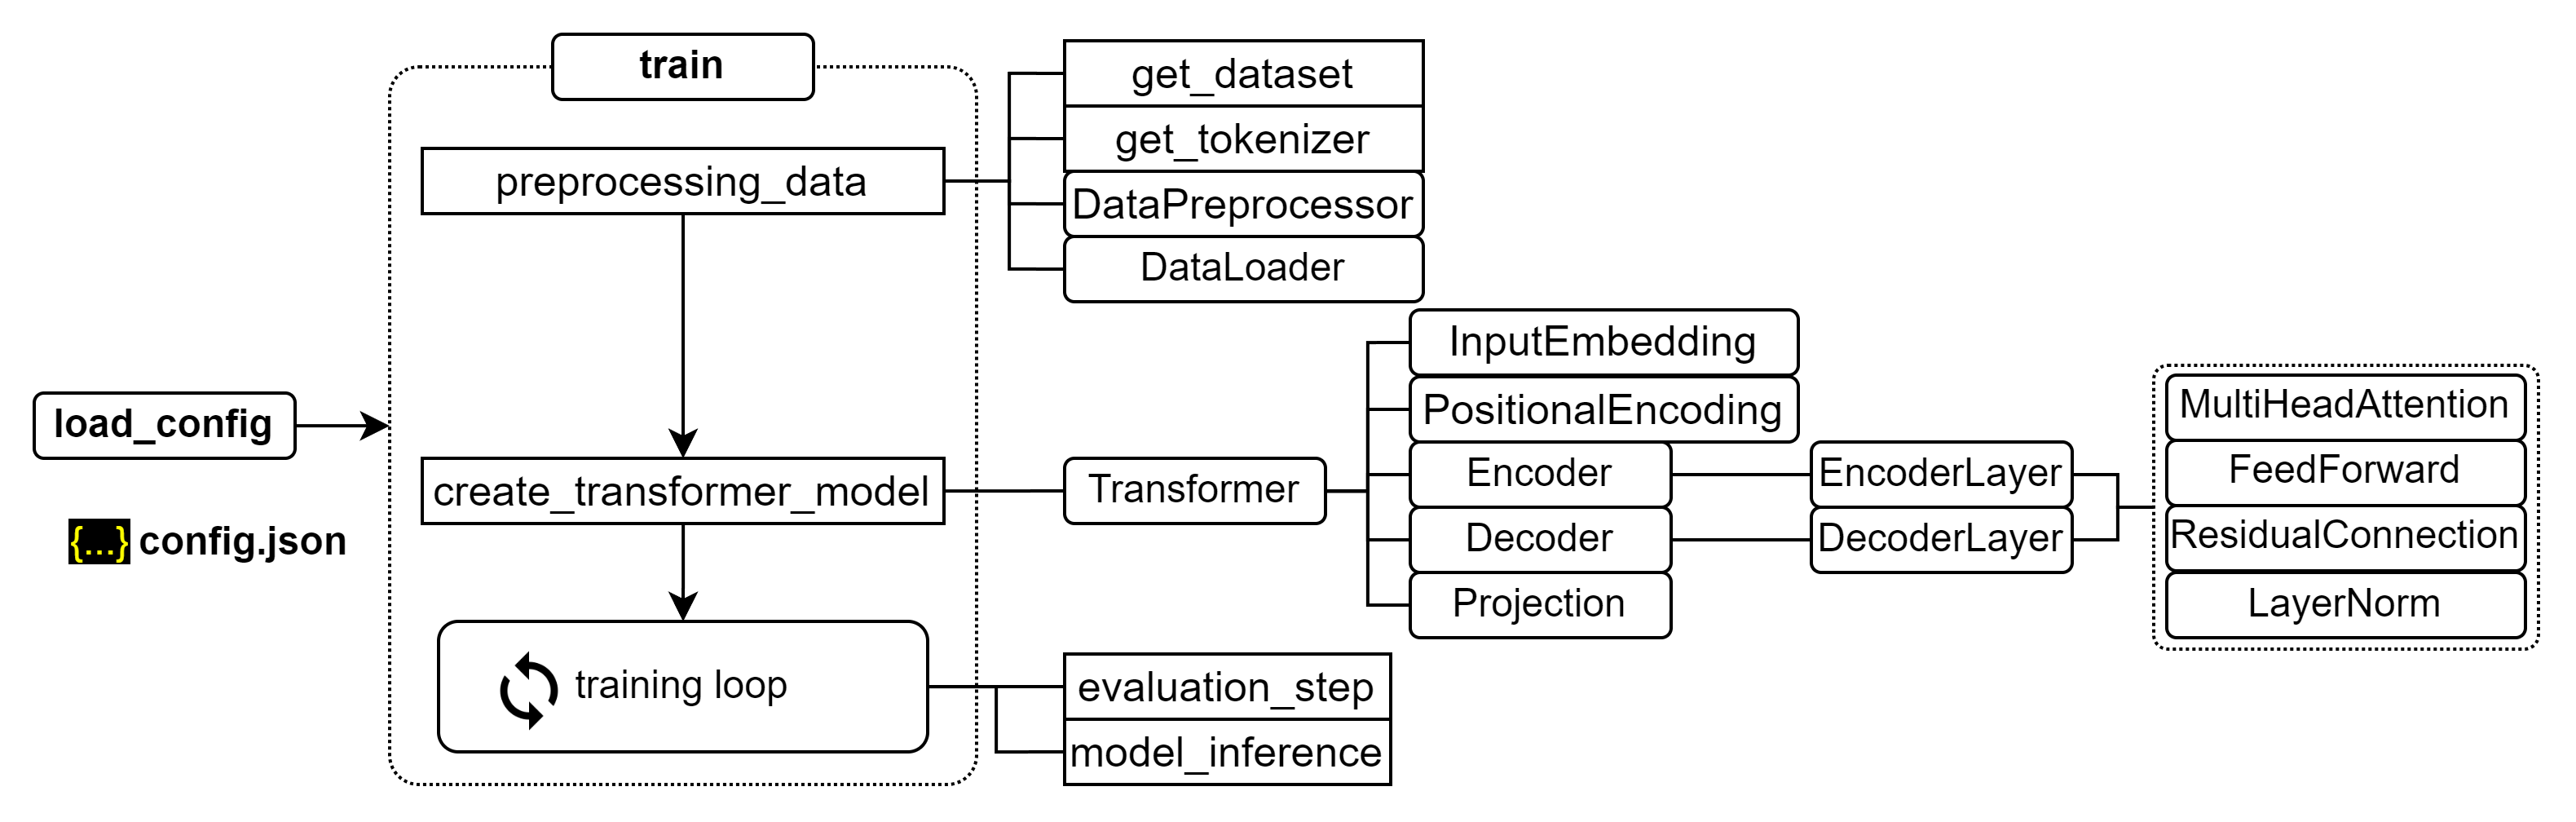 train
get_dataset
get_tokenizer
preprocessing_data
DataPreprocessor
DataLoader
InputEmbedding
PositionalEncoding
load_config
{...} config.json
create_transformer_model
Transformer
Encoder
Decoder
Projection
EncoderLayer
DecoderLayer
MultiHeadAttention
FeedForward
ResidualConnection
LayerNorm
training loop
evaluation_step
model_inference